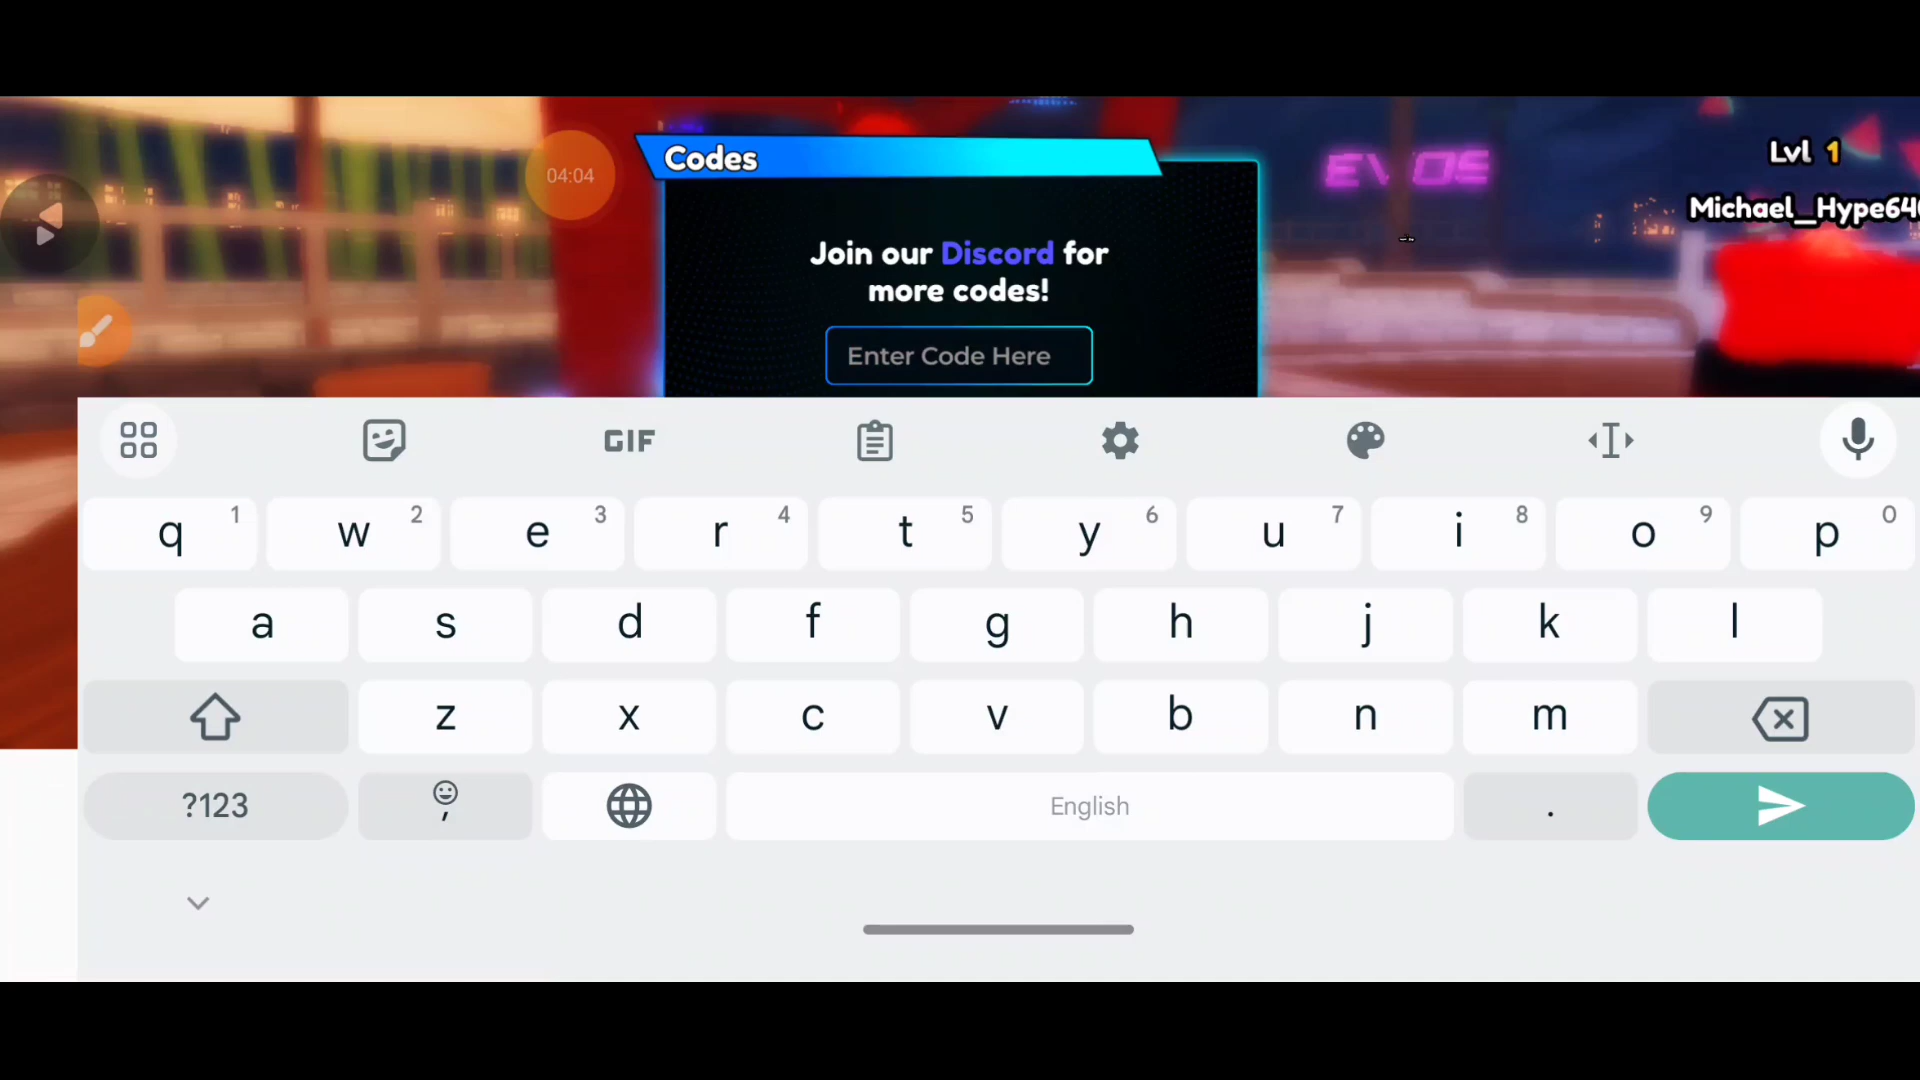 Codes
04:04
Join our Discord for
more codes!
Enter Code Here
EVOS
Lvl 1
Michael_Hype64
GIF
q 1 w 2 e 3 r 4 t 5 y 6 u 7 i 8 o 9 p 0
a s d f g h j k l
z x c v b n m
?123 , English .